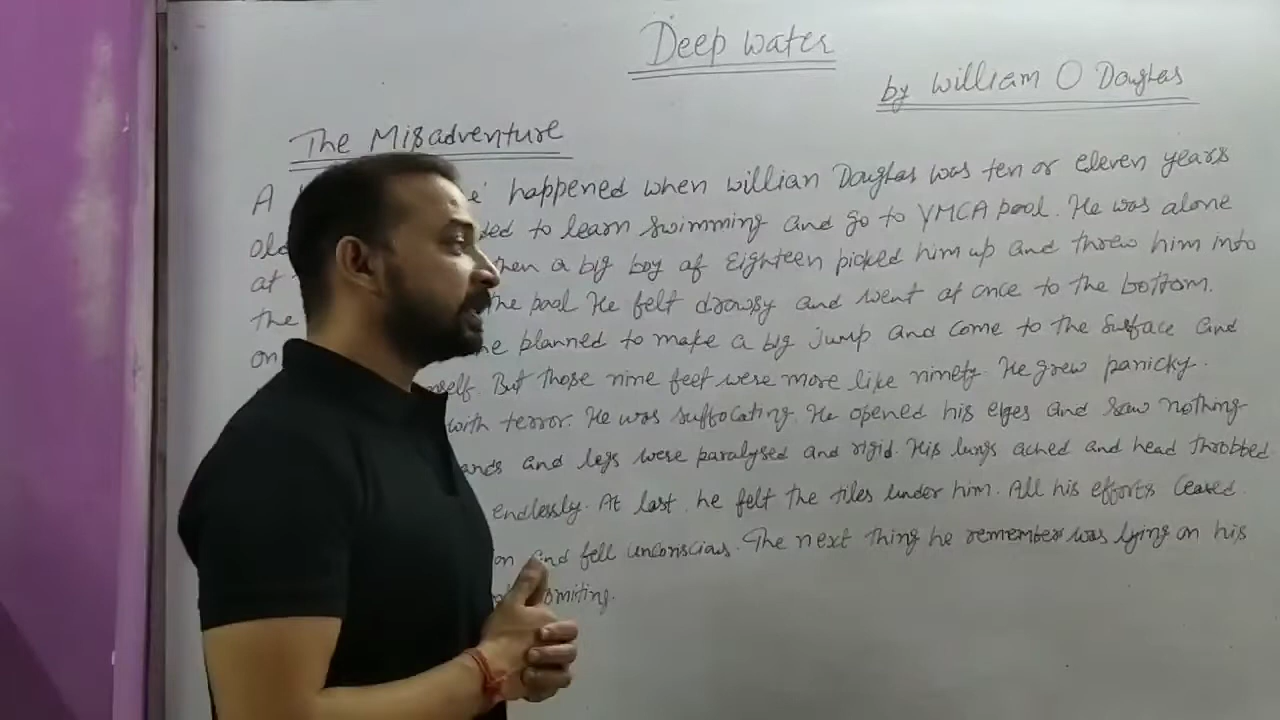 Deep water
by William O Douglas
The Misadventure
A happened when willian Douglas was ten or eleven years
old to learn swimming and go to YMCA pool. He was alone
at a big boy of Eighteen picked him up and threw him into
the the pool He felt drowsy and went at once to the bottom.
on he planned to make a big jump and come to the surface and
But those nine feet were more like ninety. He grew panicky.
with terror. He was suffocating. He opened his eyes and saw nothing
and legs were paralysed and rigid. His lungs ached and head throbbed
endlessly. At last he felt the tiles under him. All his efforts ceased.
and fell unconscious. The next thing he remember was lying on his
vomiting.